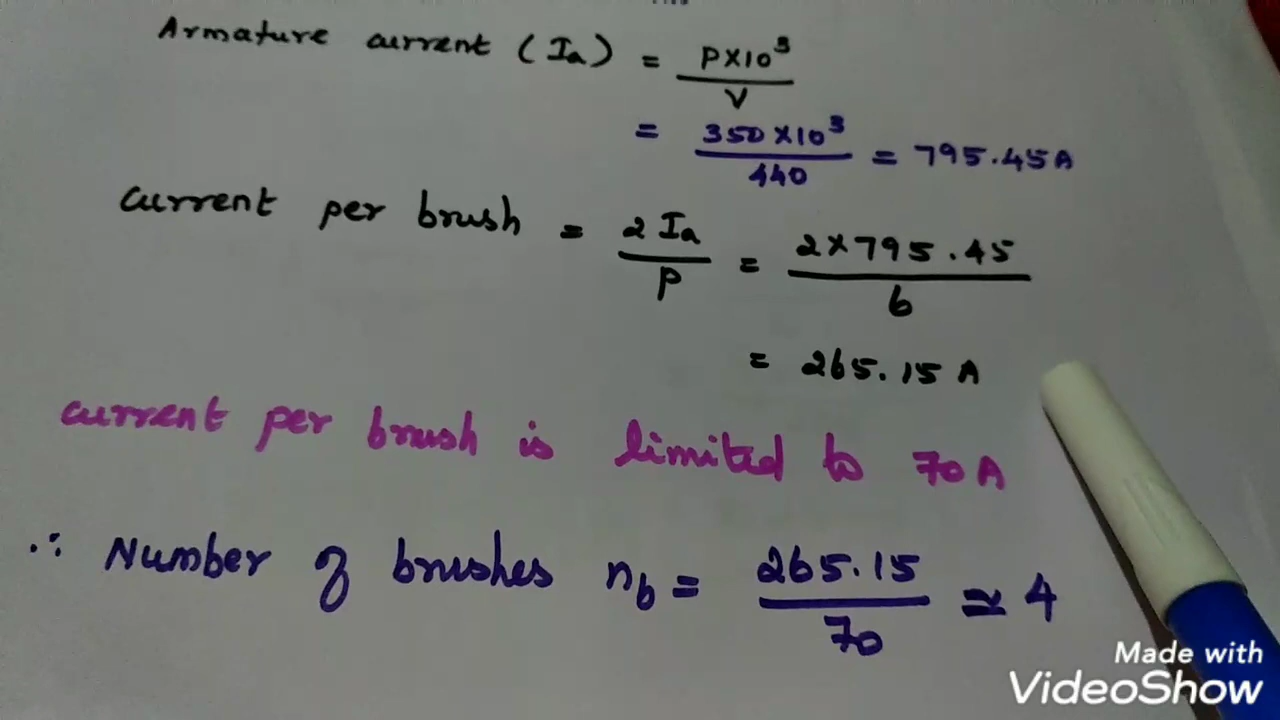 Armature current (Ia) = P×10³ / V
= 350×10³ / 440 = 795.45A
current per brush = 2 Ia / P = 2×795.45 / 6
= 265.15 A
current per brush is limited to 70 A
∴ Number of brushes nb = 265.15 / 70 ≃ 4
Made with
VideoShow